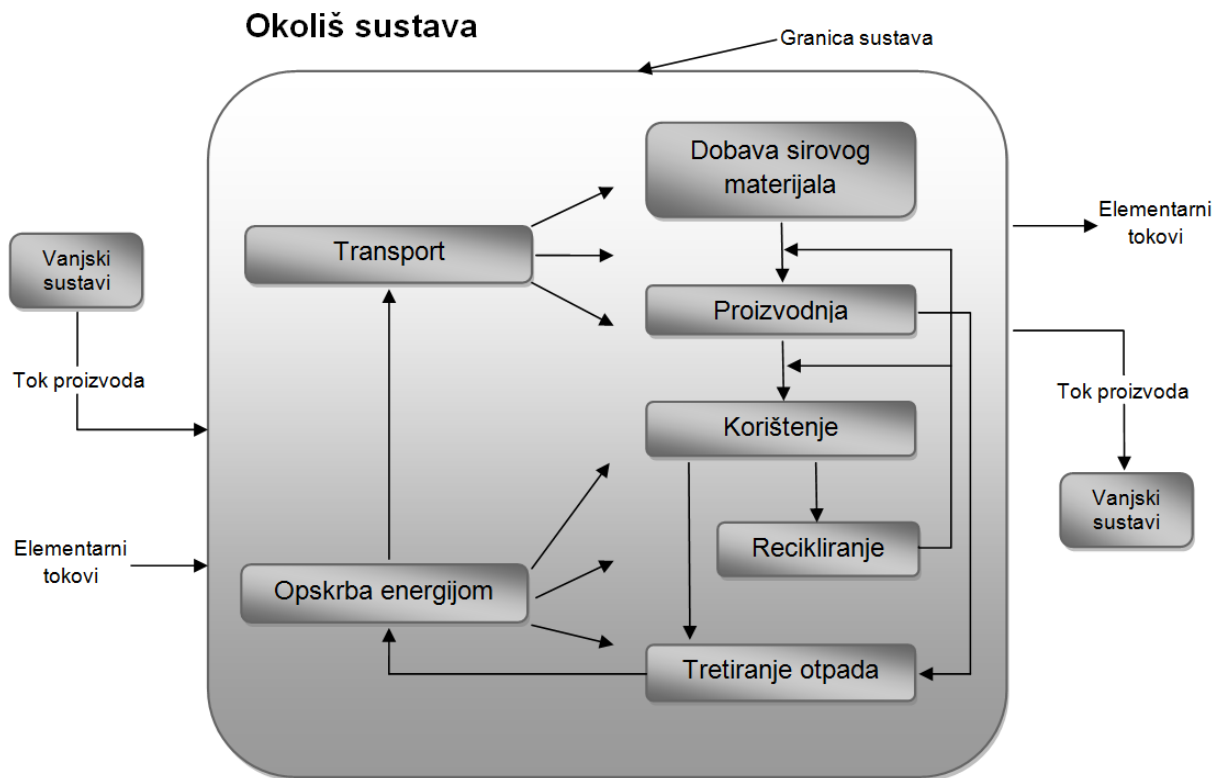 Okoliš sustava
Granica sustava
Dobava sirovog
materijala
Elementarni
tokovi
Transport
Vanjski
sustavi
Proizvodnja
Tok proizvoda
Tok proizvoda
Korištenje
Vanjski
sustavi
Recikliranje
Elementarni
tokovi
Opskrba energijom
Tretiranje otpada